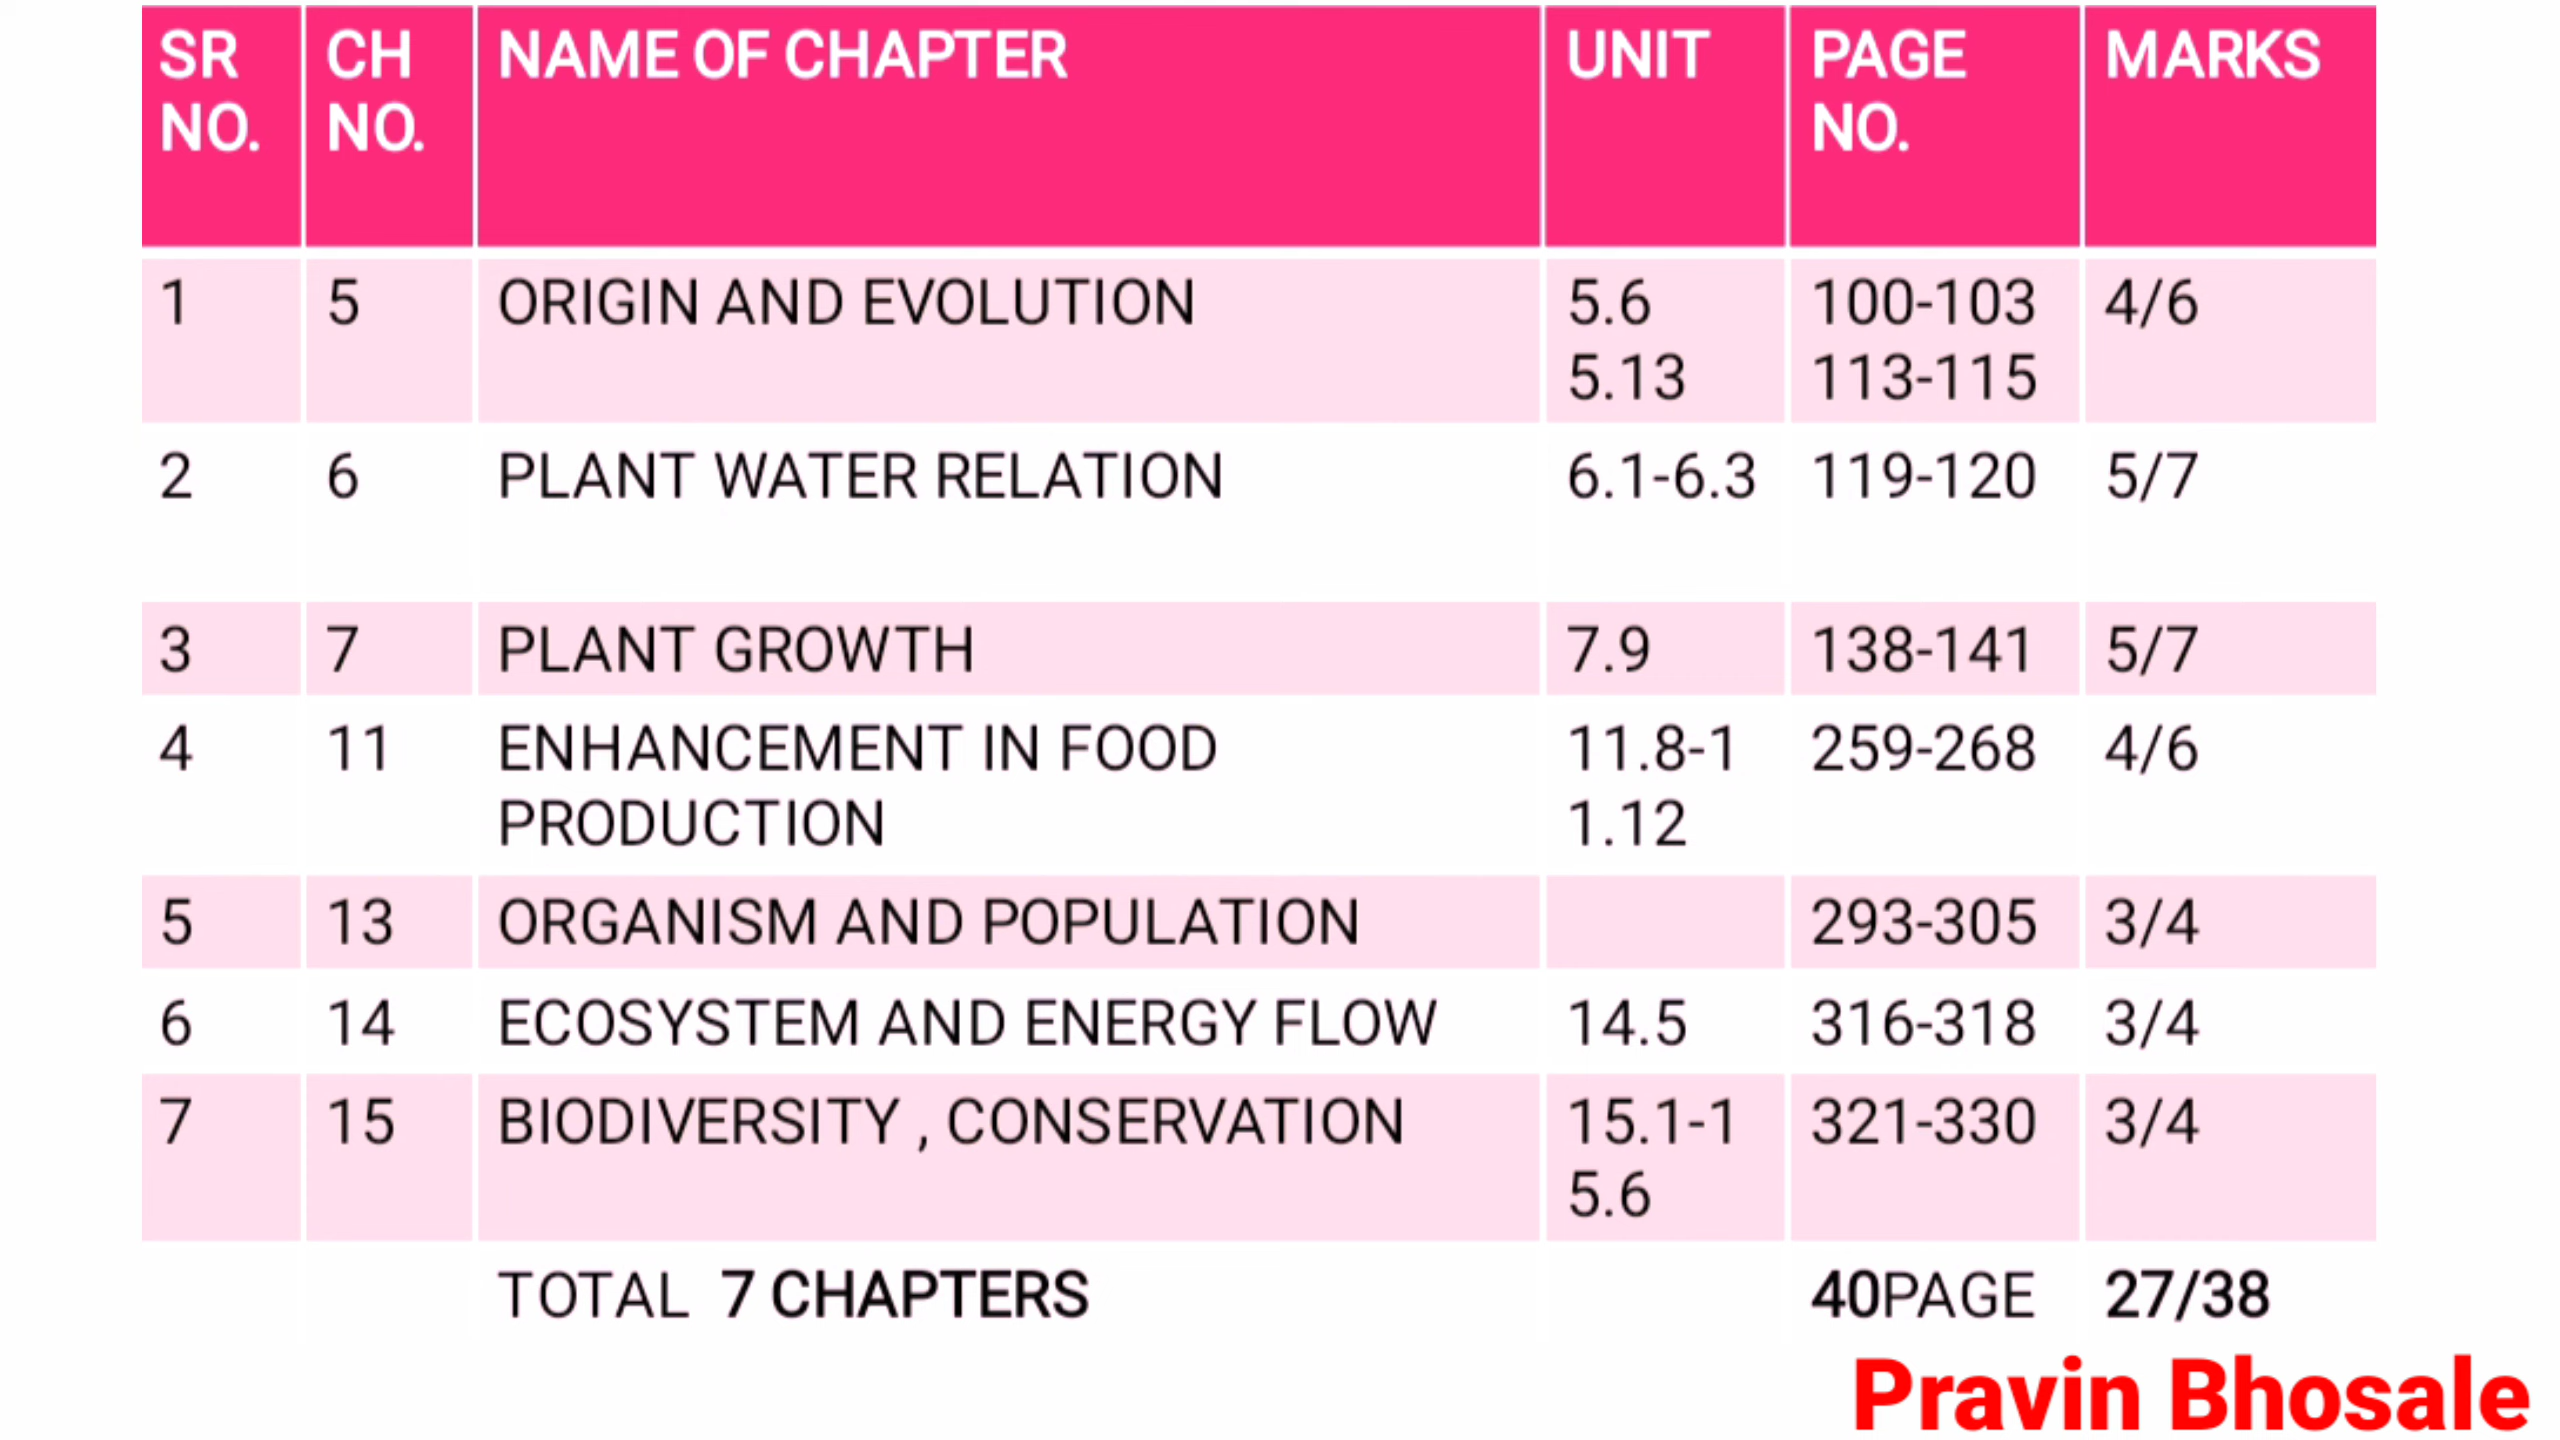 SR NO. CH NO. NAME OF CHAPTER UNIT PAGE NO. MARKS
1 5 ORIGIN AND EVOLUTION 5.6 100-103 4/6
5.13 113-115
2 6 PLANT WATER RELATION 6.1-6.3 119-120 5/7
3 7 PLANT GROWTH 7.9 138-141 5/7
4 11 ENHANCEMENT IN FOOD 11.8-1 259-268 4/6
PRODUCTION 1.12
5 13 ORGANISM AND POPULATION 293-305 3/4
6 14 ECOSYSTEM AND ENERGY FLOW 14.5 316-318 3/4
7 15 BIODIVERSITY , CONSERVATION 15.1-1 321-330 3/4
5.6
TOTAL 7 CHAPTERS 40PAGE 27/38
Pravin Bhosale